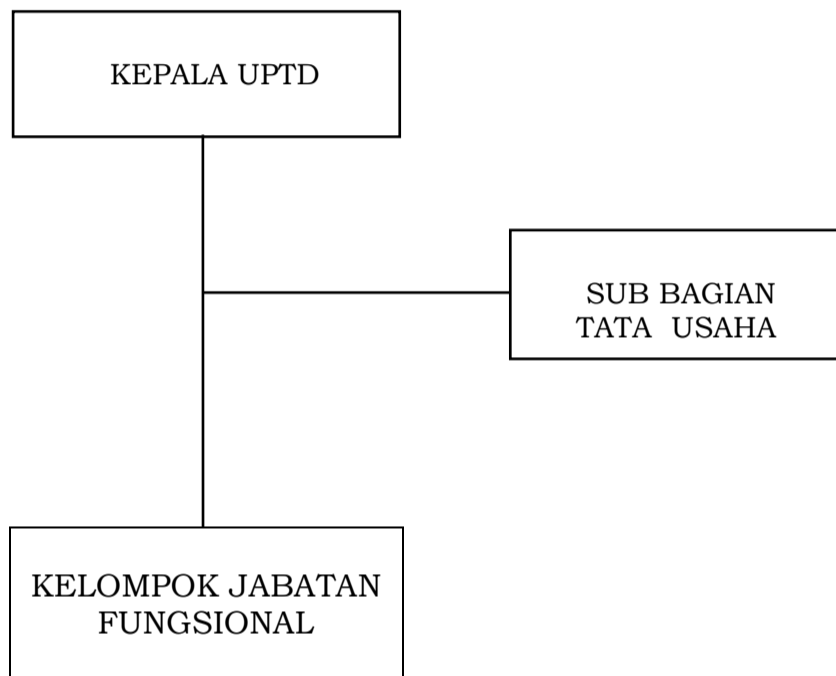 KEPALA UPTD
SUB BAGIAN
TATA USAHA
KELOMPOK JABATAN
FUNGSIONAL